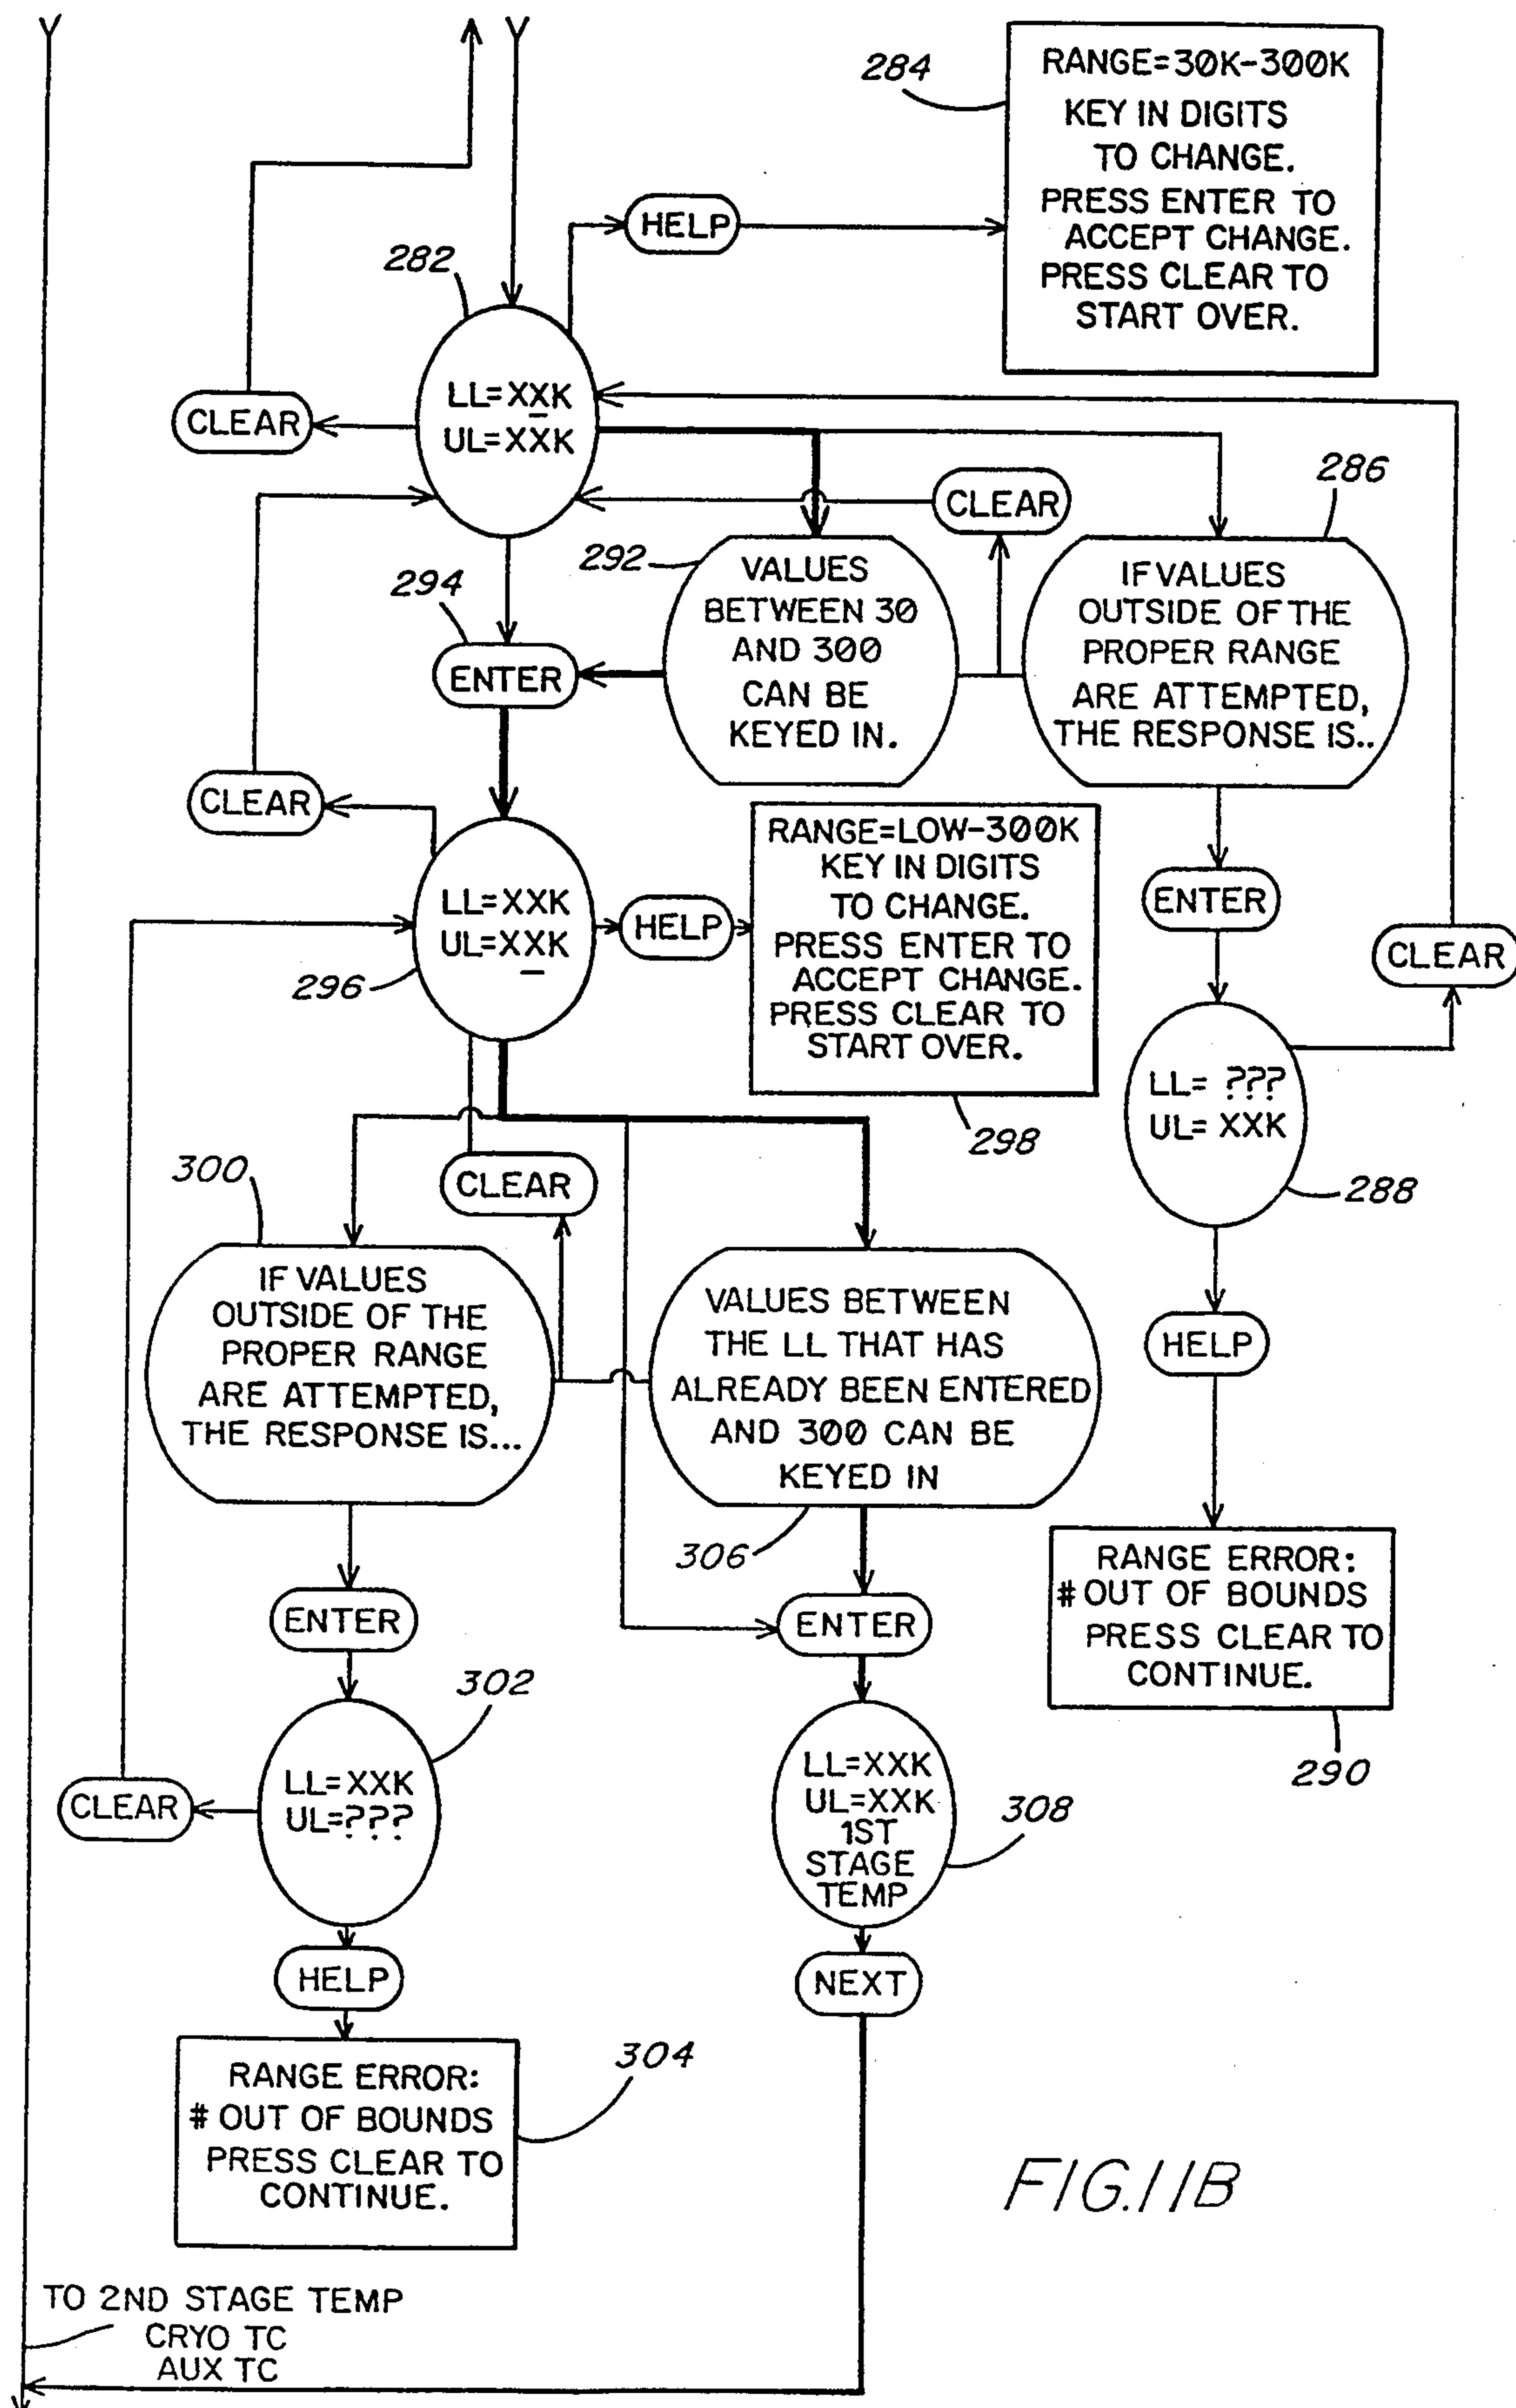 284
RANGE=30K-300K
KEY IN DIGITS
TO CHANGE.
PRESS ENTER TO
ACCEPT CHANGE.
PRESS CLEAR TO
START OVER.
HELP
282
LL=XXK
UL=XXK
CLEAR
CLEAR
286
292
VALUES
BETWEEN 30
AND 300
CAN BE
KEYED IN.
IF VALUES
OUTSIDE OF THE
PROPER RANGE
ARE ATTEMPTED,
THE RESPONSE IS..
294
ENTER
CLEAR
RANGE=LOW-300K
KEY IN DIGITS
TO CHANGE.
PRESS ENTER TO
ACCEPT CHANGE.
PRESS CLEAR TO
START OVER.
LL=XXK
UL=XXK
HELP
296
ENTER
CLEAR
298
LL= ???
UL= XXK
288
300
CLEAR
IF VALUES
OUTSIDE OF THE
PROPER RANGE
ARE ATTEMPTED,
THE RESPONSE IS...
VALUES BETWEEN
THE LL THAT HAS
ALREADY BEEN ENTERED
AND 300 CAN BE
KEYED IN
HELP
306
RANGE ERROR:
# OUT OF BOUNDS
PRESS CLEAR TO
CONTINUE.
290
ENTER
ENTER
302
LL=XXK
UL=???
CLEAR
LL=XXK
UL=XXK
1ST
STAGE
TEMP
308
HELP
NEXT
304
RANGE ERROR:
# OUT OF BOUNDS
PRESS CLEAR TO
CONTINUE.
FIG.11B
TO 2ND STAGE TEMP
CRYO TC
AUX TC